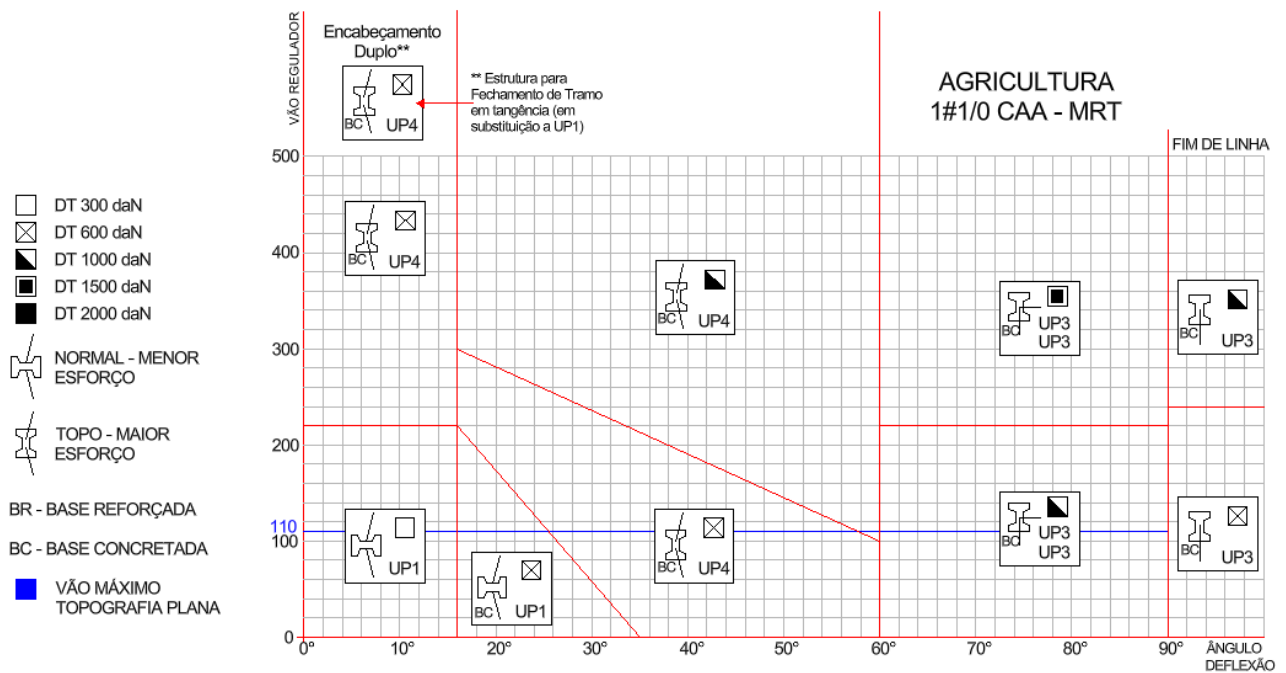 VÃO REGULADOR
Encabeçamento
Duplo**
BC UP4
** Estrutura para
Fechamento de Tramo
em tangência (em
substituição a UP1)
AGRICULTURA
1#1/0 CAA - MRT
FIM DE LINHA
DT 300 daN
DT 600 daN
DT 1000 daN
DT 1500 daN
DT 2000 daN
NORMAL - MENOR
ESFORÇO
TOPO - MAIOR
ESFORÇO
BR - BASE REFORÇADA
BC - BASE CONCRETADA
VÃO MÁXIMO
TOPOGRAFIA PLANA
500
400
300
200
110
100
0
BC UP4
BC UP4
BC UP3
UP3
BC UP3
UP1
BC UP1
BC UP4
BC UP3
UP3
BC UP3
0° 10° 20° 30° 40° 50° 60° 70° 80° 90° ÂNGULO
DEFLEXÃO